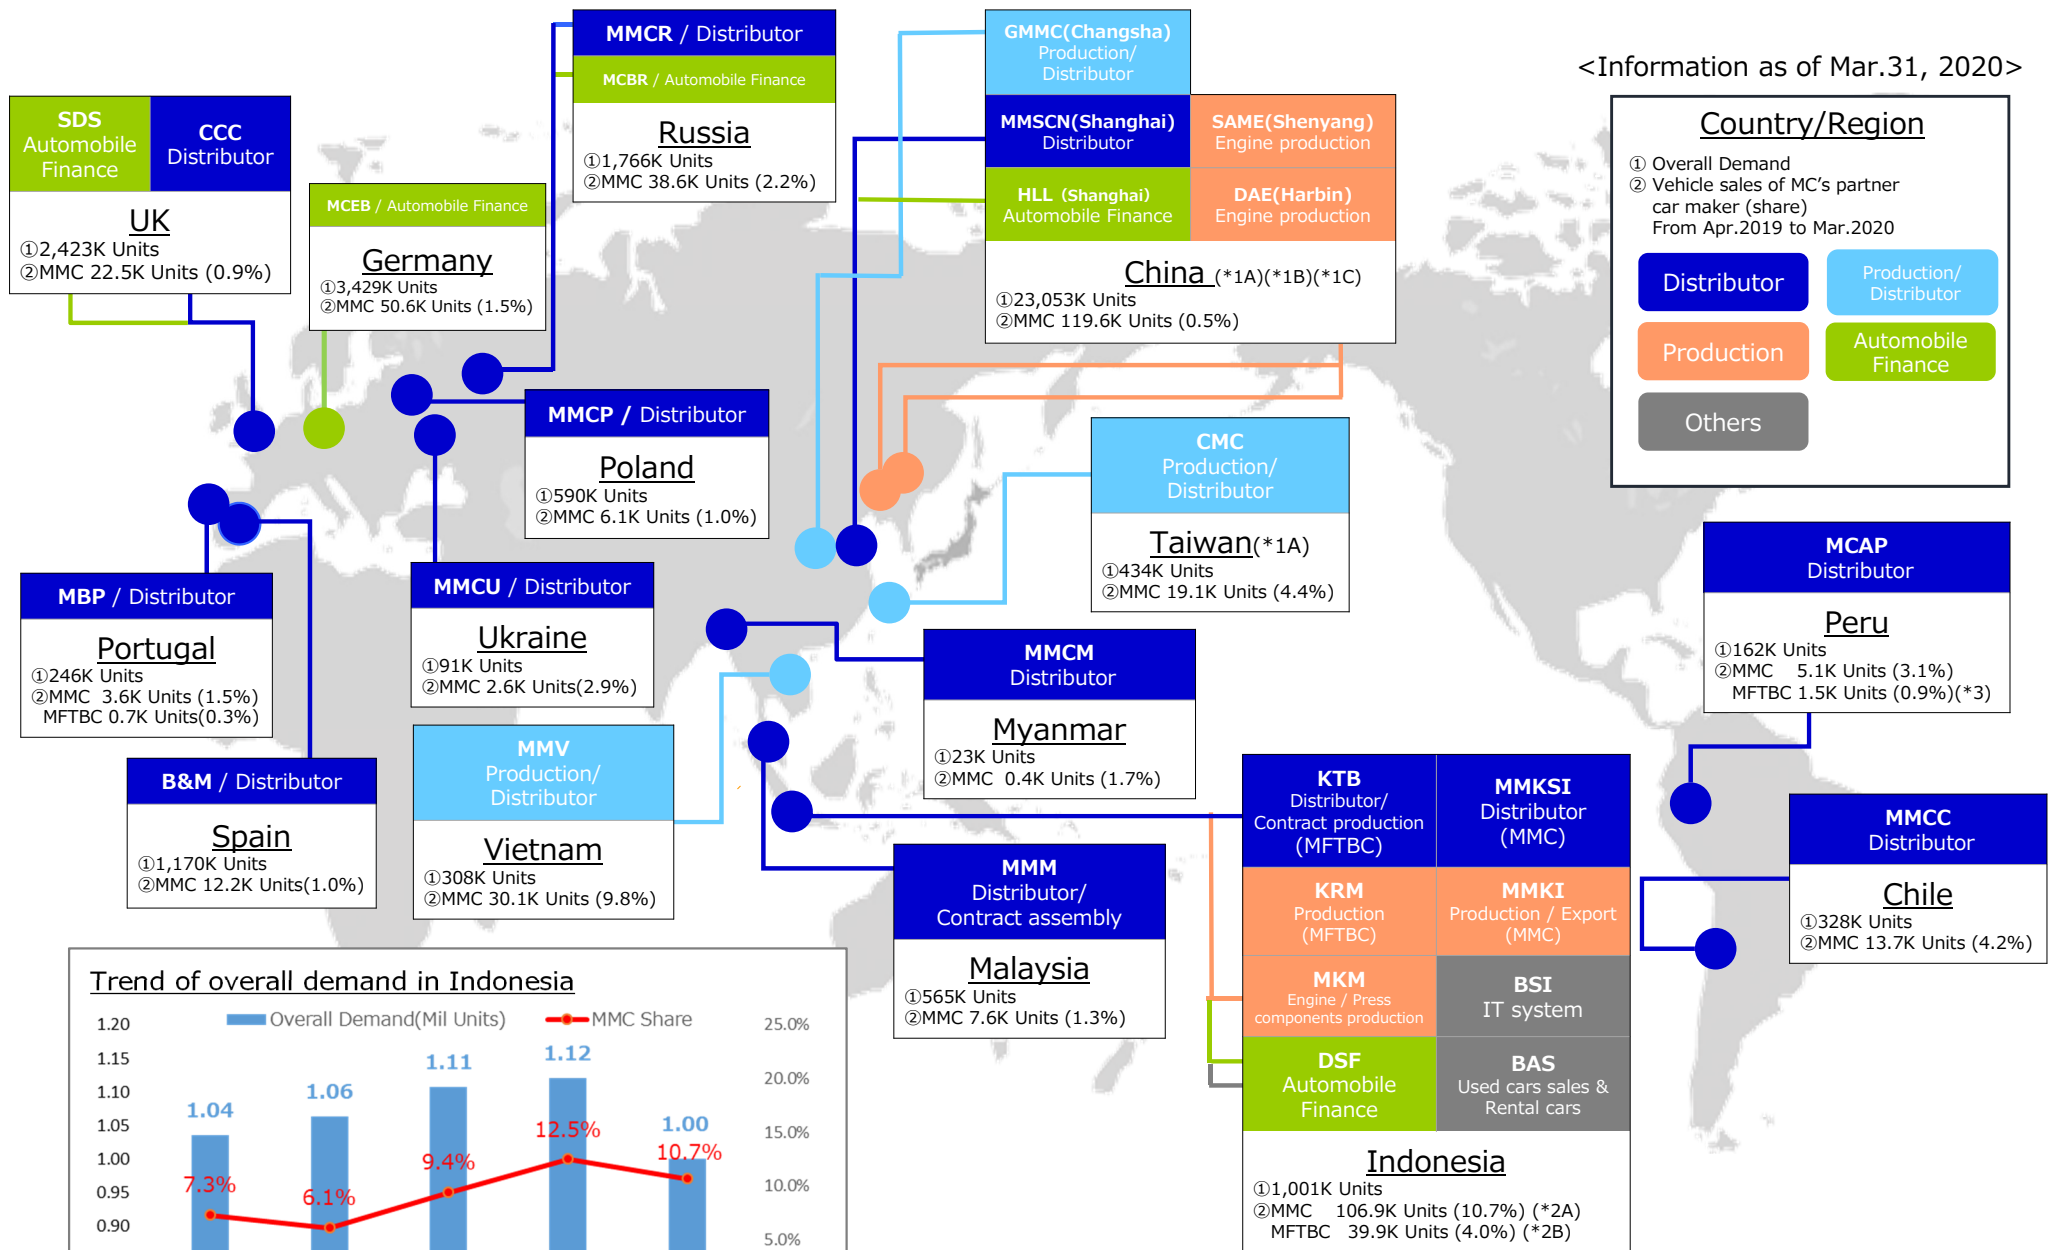 <Information as of Mar.31, 2020>
Country/Region
① Overall Demand
② Vehicle sales of MC's partner
car maker (share)
From Apr.2019 to Mar.2020
Distributor
Production/
Distributor
Production
Automobile
Finance
Others
SDS
Automobile
Finance
CCC
Distributor
UK
①2,423K Units
②MMC 22.5K Units (0.9%)
MCEB / Automobile Finance
Germany
①3,429K Units
②MMC 50.6K Units (1.5%)
MMCR / Distributor
MCBR / Automobile Finance
Russia
①1,766K Units
②MMC 38.6K Units (2.2%)
GMMC(Changsha)
Production/
Distributor
MMSCN(Shanghai)
Distributor
SAME(Shenyang)
Engine production
HLL (Shanghai)
Automobile Finance
DAE(Harbin)
Engine production
China (*1A)(*1B)(*1C)
①23,053K Units
②MMC 119.6K Units (0.5%)
MMCP / Distributor
Poland
①590K Units
②MMC 6.1K Units (1.0%)
CMC
Production/
Distributor
Taiwan(*1A)
①434K Units
②MMC 19.1K Units (4.4%)
MBP / Distributor
Portugal
①246K Units
②MMC 3.6K Units (1.5%)
MFTBC 0.7K Units(0.3%)
MMCU / Distributor
Ukraine
①91K Units
②MMC 2.6K Units(2.9%)
MMCM
Distributor
Myanmar
①23K Units
②MMC 0.4K Units (1.7%)
MCAP
Distributor
Peru
①162K Units
②MMC 5.1K Units (3.1%)
MFTBC 1.5K Units (0.9%)(*3)
B&M / Distributor
Spain
①1,170K Units
②MMC 12.2K Units(1.0%)
MMV
Production/
Distributor
Vietnam
①308K Units
②MMC 30.1K Units (9.8%)
MMM
Distributor/
Contract assembly
Malaysia
①565K Units
②MMC 7.6K Units (1.3%)
MMCC
Distributor
Chile
①328K Units
②MMC 13.7K Units (4.2%)
KTB
Distributor/
Contract production
(MFTBC)
MMKSI
Distributor
(MMC)
KRM
Production
(MFTBC)
MMKI
Production / Export
(MMC)
MKM
Engine / Press
components production
BSI
IT system
DSF
Automobile
Finance
BAS
Used cars sales &
Rental cars
Indonesia
①1,001K Units
②MMC 106.9K Units (10.7%) (*2A)
MFTBC 39.9K Units (4.0%) (*2B)
Trend of overall demand in Indonesia
Overall Demand(Mil Units)
MMC Share
1.20
1.15
1.10
1.05
1.00
0.95
0.90
1.04
1.06
1.11
1.12
1.00
7.3%
6.1%
9.4%
12.5%
10.7%
25.0%
20.0%
15.0%
10.0%
5.0%